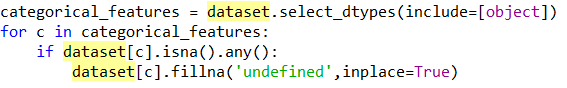 categorical_features = dataset.select_dtypes(include=[object])
for c in categorical_features:
    if dataset[c].isna().any():
        dataset[c].fillna('undefined',inplace=True)